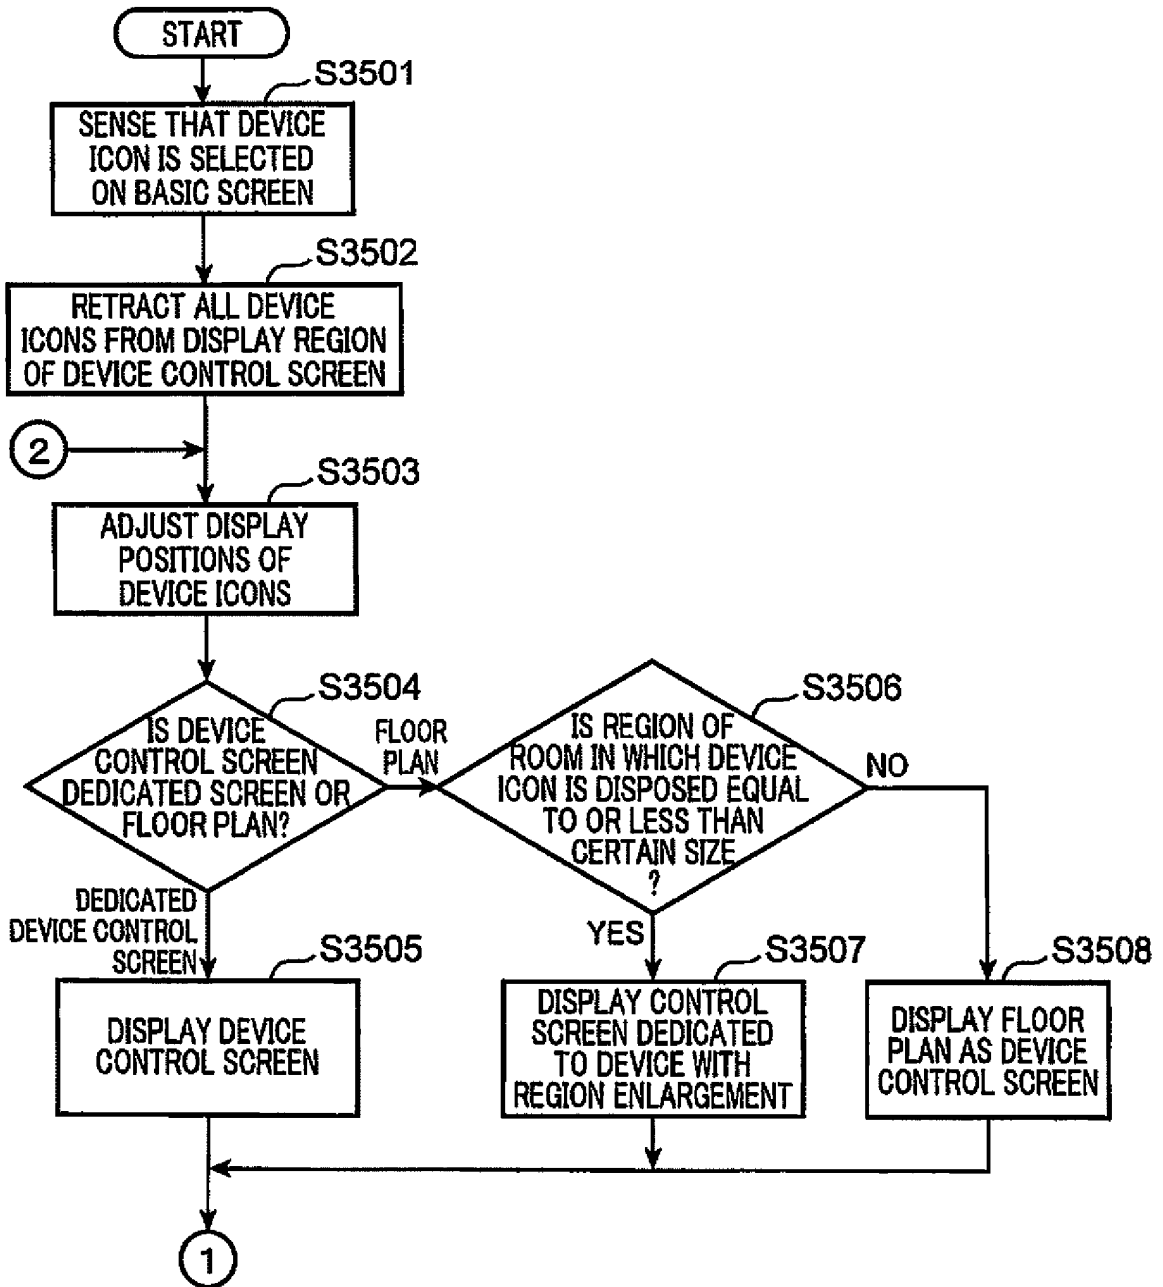 START
S3501
SENSE THAT DEVICE
ICON IS SELECTED
ON BASIC SCREEN
S3502
RETRACT ALL DEVICE
ICONS FROM DISPLAY REGION
OF DEVICE CONTROL SCREEN
2
S3503
ADJUST DISPLAY
POSITIONS OF
DEVICE ICONS
S3504
IS DEVICE
CONTROL SCREEN
DEDICATED SCREEN OR
FLOOR PLAN?
FLOOR
PLAN
S3506
IS REGION OF
ROOM IN WHICH DEVICE
ICON IS DISPOSED EQUAL
TO OR LESS THAN
CERTAIN SIZE
?
NO
DEDICATED
DEVICE CONTROL
SCREEN
YES
S3505
DISPLAY DEVICE
CONTROL SCREEN
S3507
DISPLAY CONTROL
SCREEN DEDICATED
TO DEVICE WITH
REGION ENLARGEMENT
S3508
DISPLAY FLOOR
PLAN AS DEVICE
CONTROL SCREEN
1